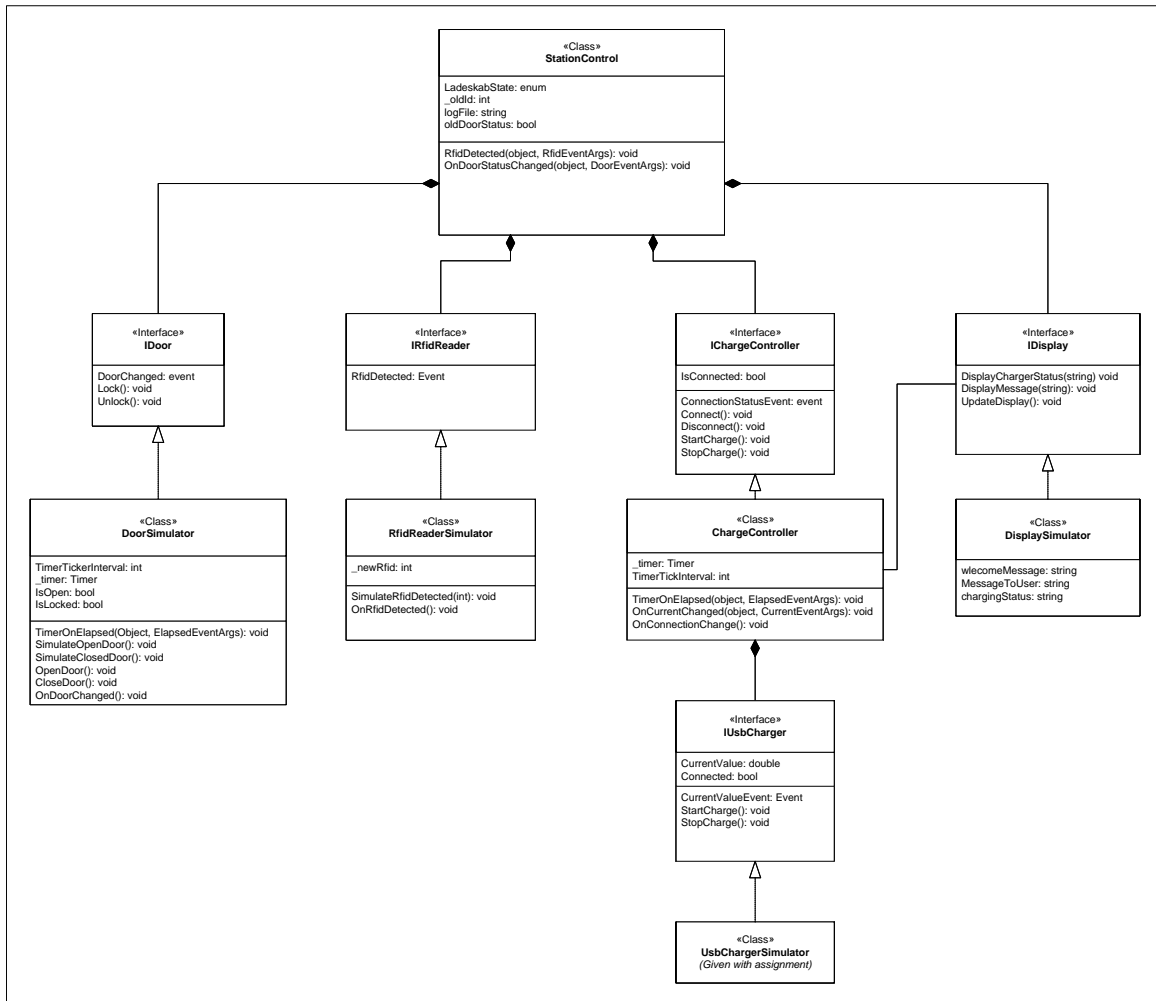 «Class»
StationControl
LadeskabState: enum
_oldId: int
logFile: string
oldDoorStatus: bool
RfidDetected(object, RfidEventArgs): void
OnDoorStatusChanged(object, DoorEventArgs): void
«Interface»
IDoor
DoorChanged: event
Lock(): void
Unlock(): void
«Interface»
IRfidReader
RfidDetected: Event
«Interface»
IChargeController
IsConnected: bool
ConnectionStatusEvent: event
Connect(): void
Disconnect(): void
StartCharge(): void
StopCharge(): void
«Interface»
IDisplay
DisplayChargerStatus(string) void
DisplayMessage(string): void
UpdateDisplay(): void
«Class»
DoorSimulator
TimerTickerInterval: int
_timer: Timer
IsOpen: bool
IsLocked: bool
TimerOnElapsed(Object, ElapsedEventArgs): void
SimulateOpenDoor(): void
SimulateClosedDoor(): void
OpenDoor(): void
CloseDoor(): void
OnDoorChanged(): void
«Class»
RfidReaderSimulator
_newRfid: int
SimulateRfidDetected(int): void
OnRfidDetected(): void
«Class»
ChargeController
_timer: Timer
TimerTickInterval: int
TimerOnElapsed(object, ElapsedEventArgs): void
OnCurrentChanged(object, CurrentEventArgs): void
OnConnectionChange(): void
«Class»
DisplaySimulator
wlecomeMessage: string
MessageToUser: string
chargingStatus: string
«Interface»
IUsbCharger
CurrentValue: double
Connected: bool
CurrentValueEvent: Event
StartCharge(): void
StopCharge(): void
«Class»
UsbChargerSimulator
(Given with assignment)